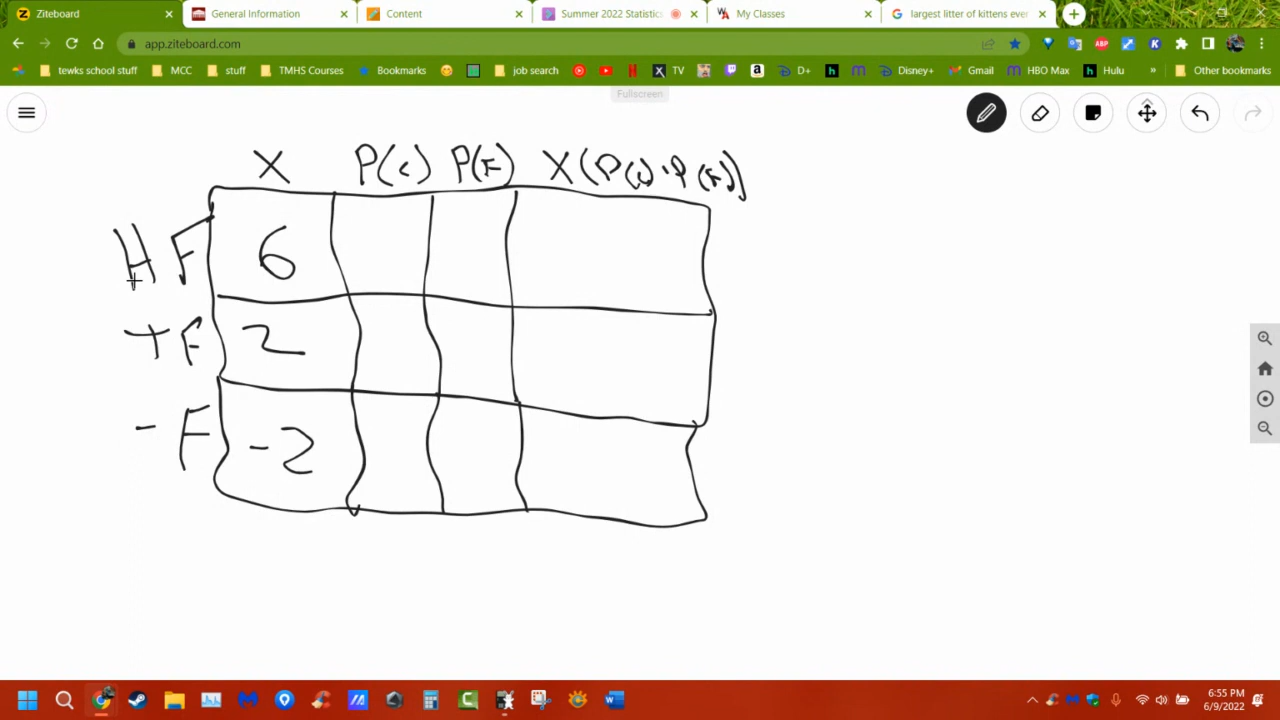 Ziteboard
General Information
Content
Summer 2022 Statistics
My Classes
largest litter of kittens ever
app.ziteboard.com
ABP
K
tewks school stuff
MCC
stuff
TMHS Courses
Bookmarks
job search
TV
D+
Disney+
Gmail
HBO Max
Hulu
»
Other bookmarks
Fullscreen
X P(c) P(F) X(P(c)·P(F))
HF 6
+F 2
-F -2
6:55 PM
6/9/2022